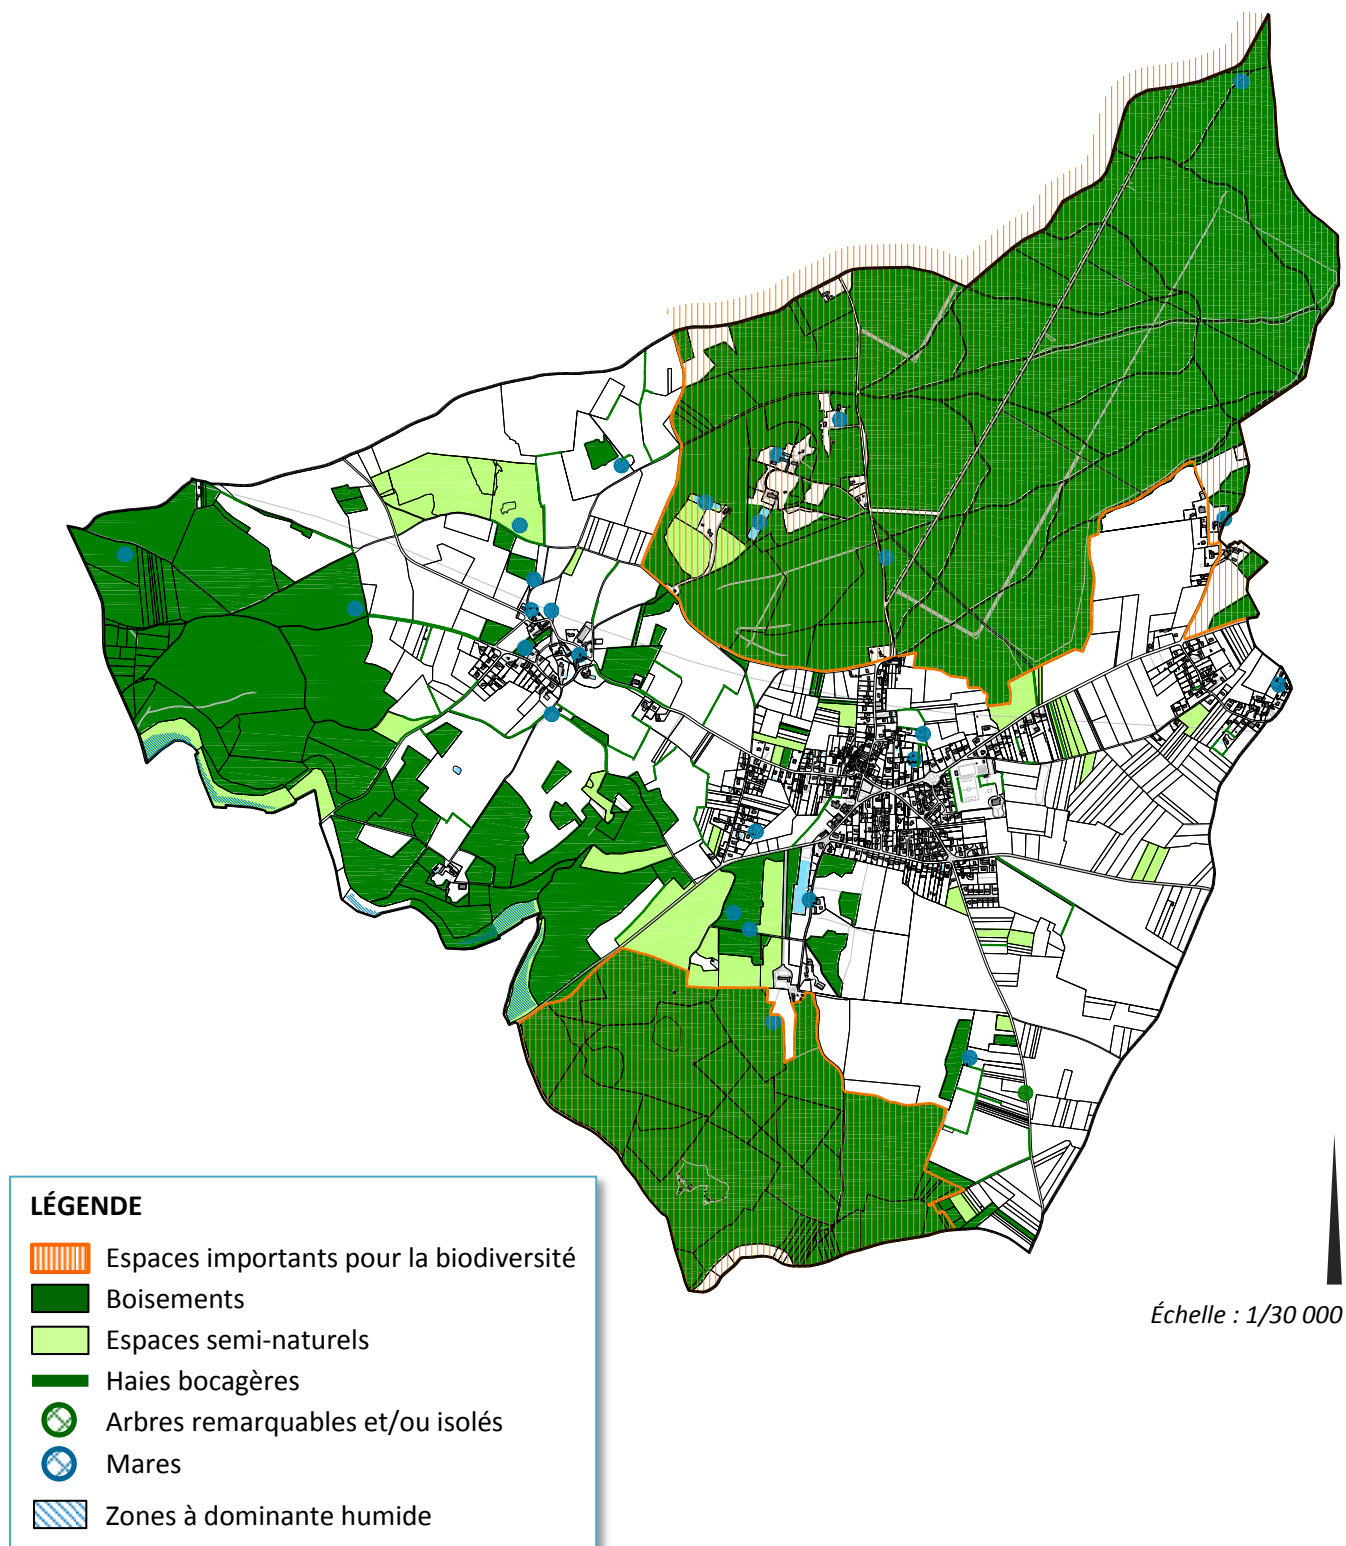 LÉGENDE
Espaces importants pour la biodiversité
Boisements
Espaces semi-naturels
Haies bocagères
Arbres remarquables et/ou isolés
Mares
Zones à dominante humide
Échelle : 1/30 000